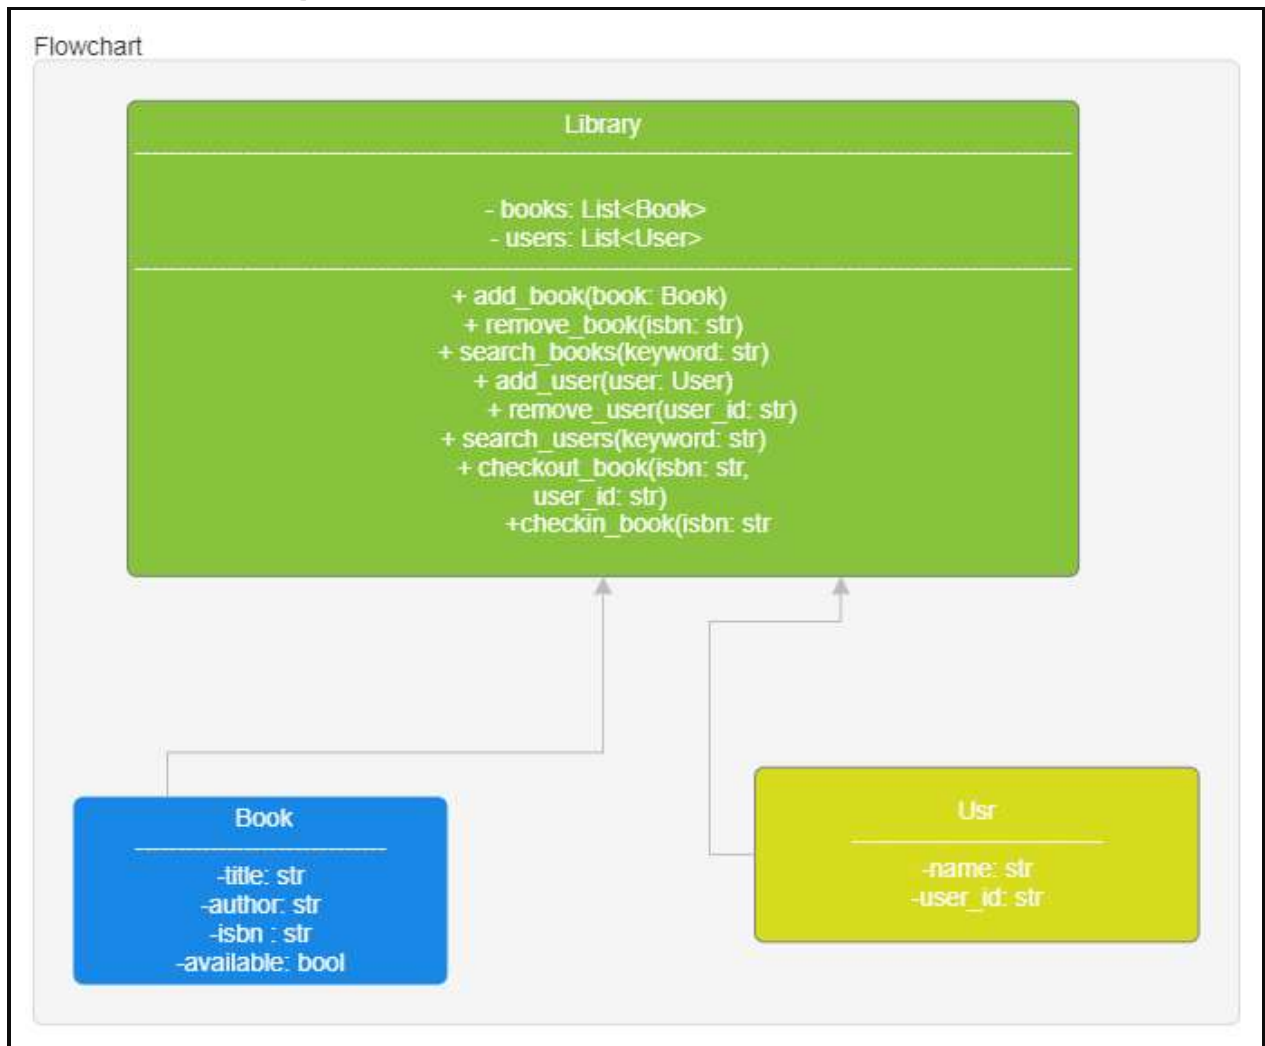 Flowchart
Library
- books: List<Book>
- users: List<User>
+ add_book(book: Book)
+ remove_book(isbn: str)
+ search_books(keyword: str)
+ add_user(user: User)
+ remove_user(user_id: str)
+ search_users(keyword: str)
+ checkout_book(isbn: str,
user_id: str)
+checkin_book(isbn: str
Book
-title: str
-author: str
-isbn : str
-available: bool
Usr
-name: str
-user_id: str